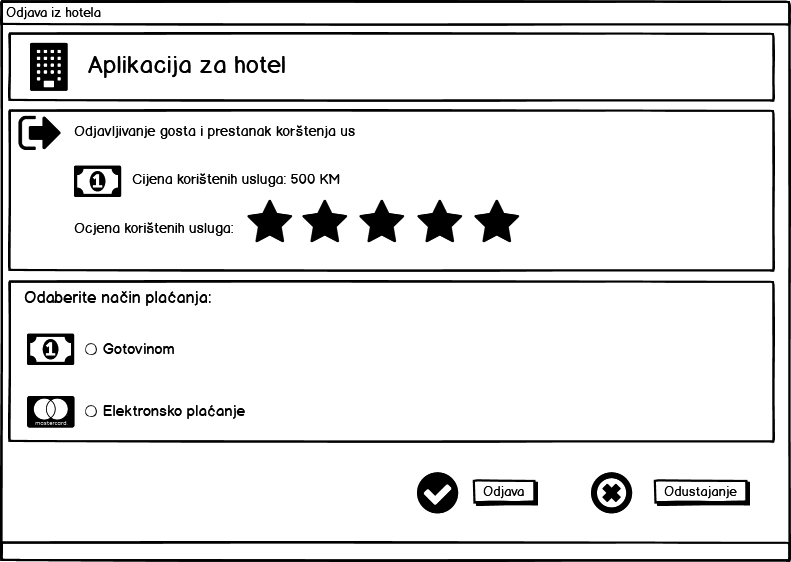 Odjava iz hotela
Aplikacija za hotel
Odjavljivanje gosta i prestanak korštenja us
1 Cijena korištenih usluga: 500 KM
Ocjena korištenih usluga:
Odaberite način plaćanja:
1 Gotovinom
mastercard. Elektronsko plaćanje
Odjava Odustajanje